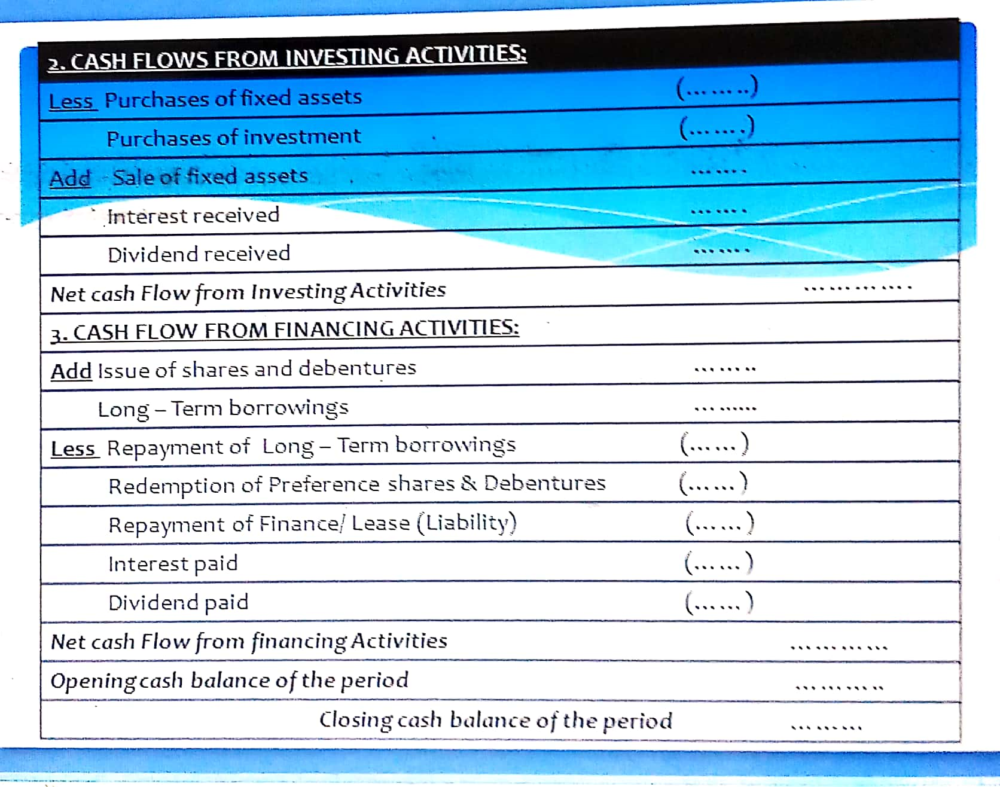 2. CASH FLOWS FROM INVESTING ACTIVITIES:
Less Purchases of fixed assets (... ... ..)
Purchases of investment (... ... .)
Add Sale of fixed assets ... ... .
Interest received ... ... .
Dividend received ... ... .
Net cash Flow from Investing Activities ... ... ... ... .
3. CASH FLOW FROM FINANCING ACTIVITIES:
Add Issue of shares and debentures ... ... ..
Long – Term borrowings ... ......
Less Repayment of Long – Term borrowings (... ... )
Redemption of Preference shares & Debentures (... ... )
Repayment of Finance/ Lease (Liability) (... ... )
Interest paid (... ... )
Dividend paid (... ... )
Net cash Flow from financing Activities ... ... ... ...
Opening cash balance of the period ... ... ... ..
Closing cash balance of the period ... ... ...